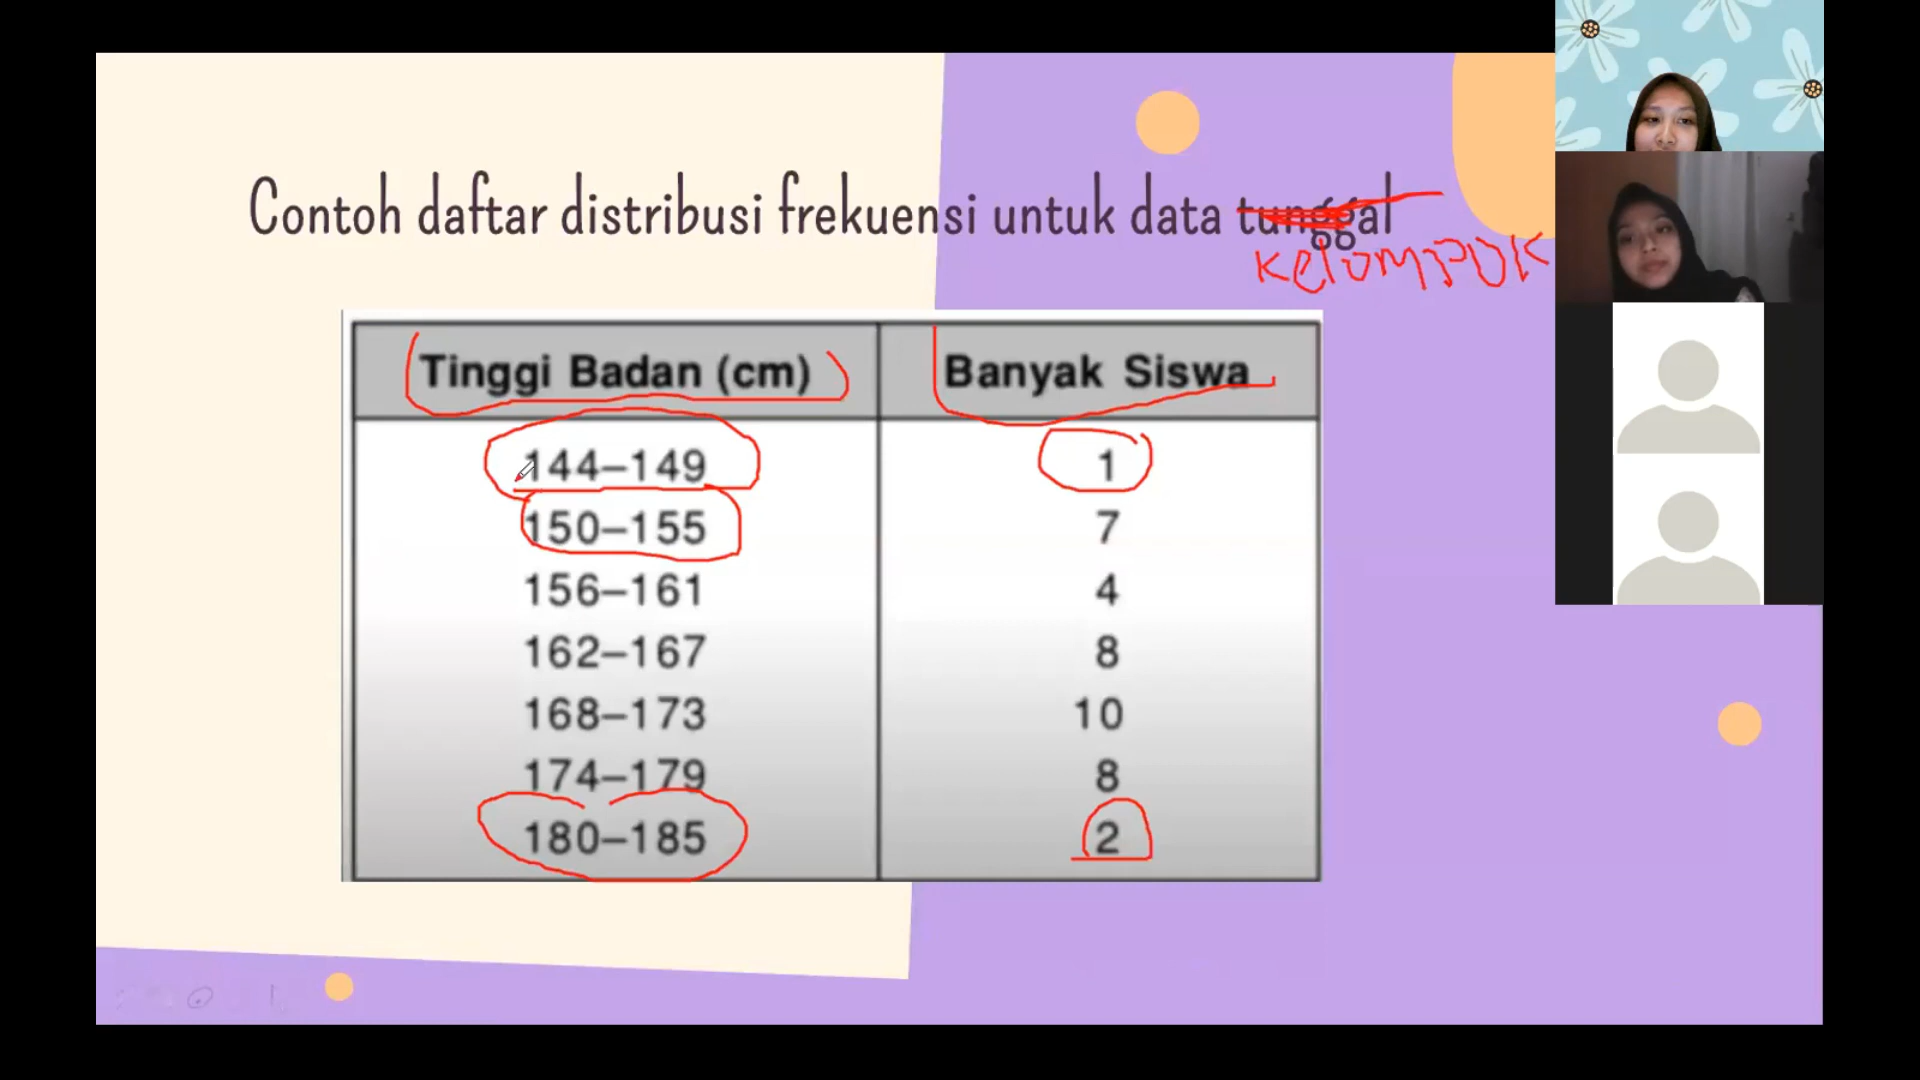 Contoh daftar distribusi frekuensi untuk data tunggal
KelomPOK
Tinggi Badan (cm) Banyak Siswa
144–149 1
150–155 7
156–161 4
162–167 8
168–173 10
174–179 8
180–185 2